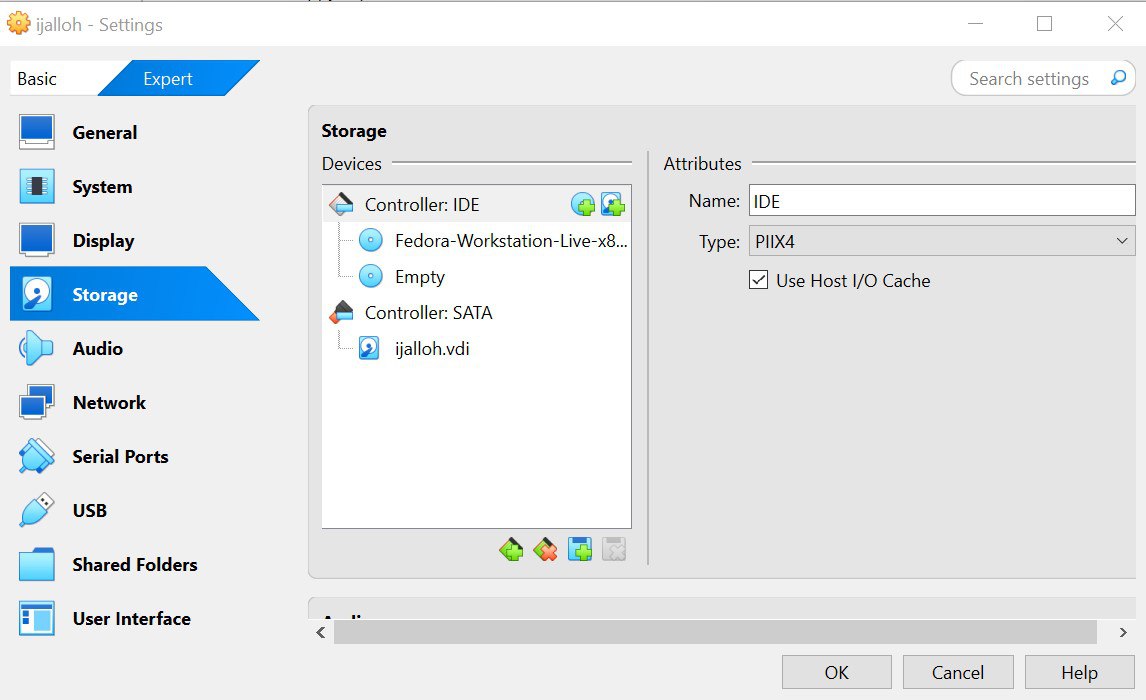 ijalloh - Settings
Basic
Expert
Search settings
General
System
Display
Storage
Audio
Network
Serial Ports
USB
Shared Folders
User Interface
Storage
Devices
Controller: IDE
Fedora-Workstation-Live-x8...
Empty
Controller: SATA
ijalloh.vdi
Attributes
Name: IDE
Type: PIIX4
Use Host I/O Cache
OK
Cancel
Help